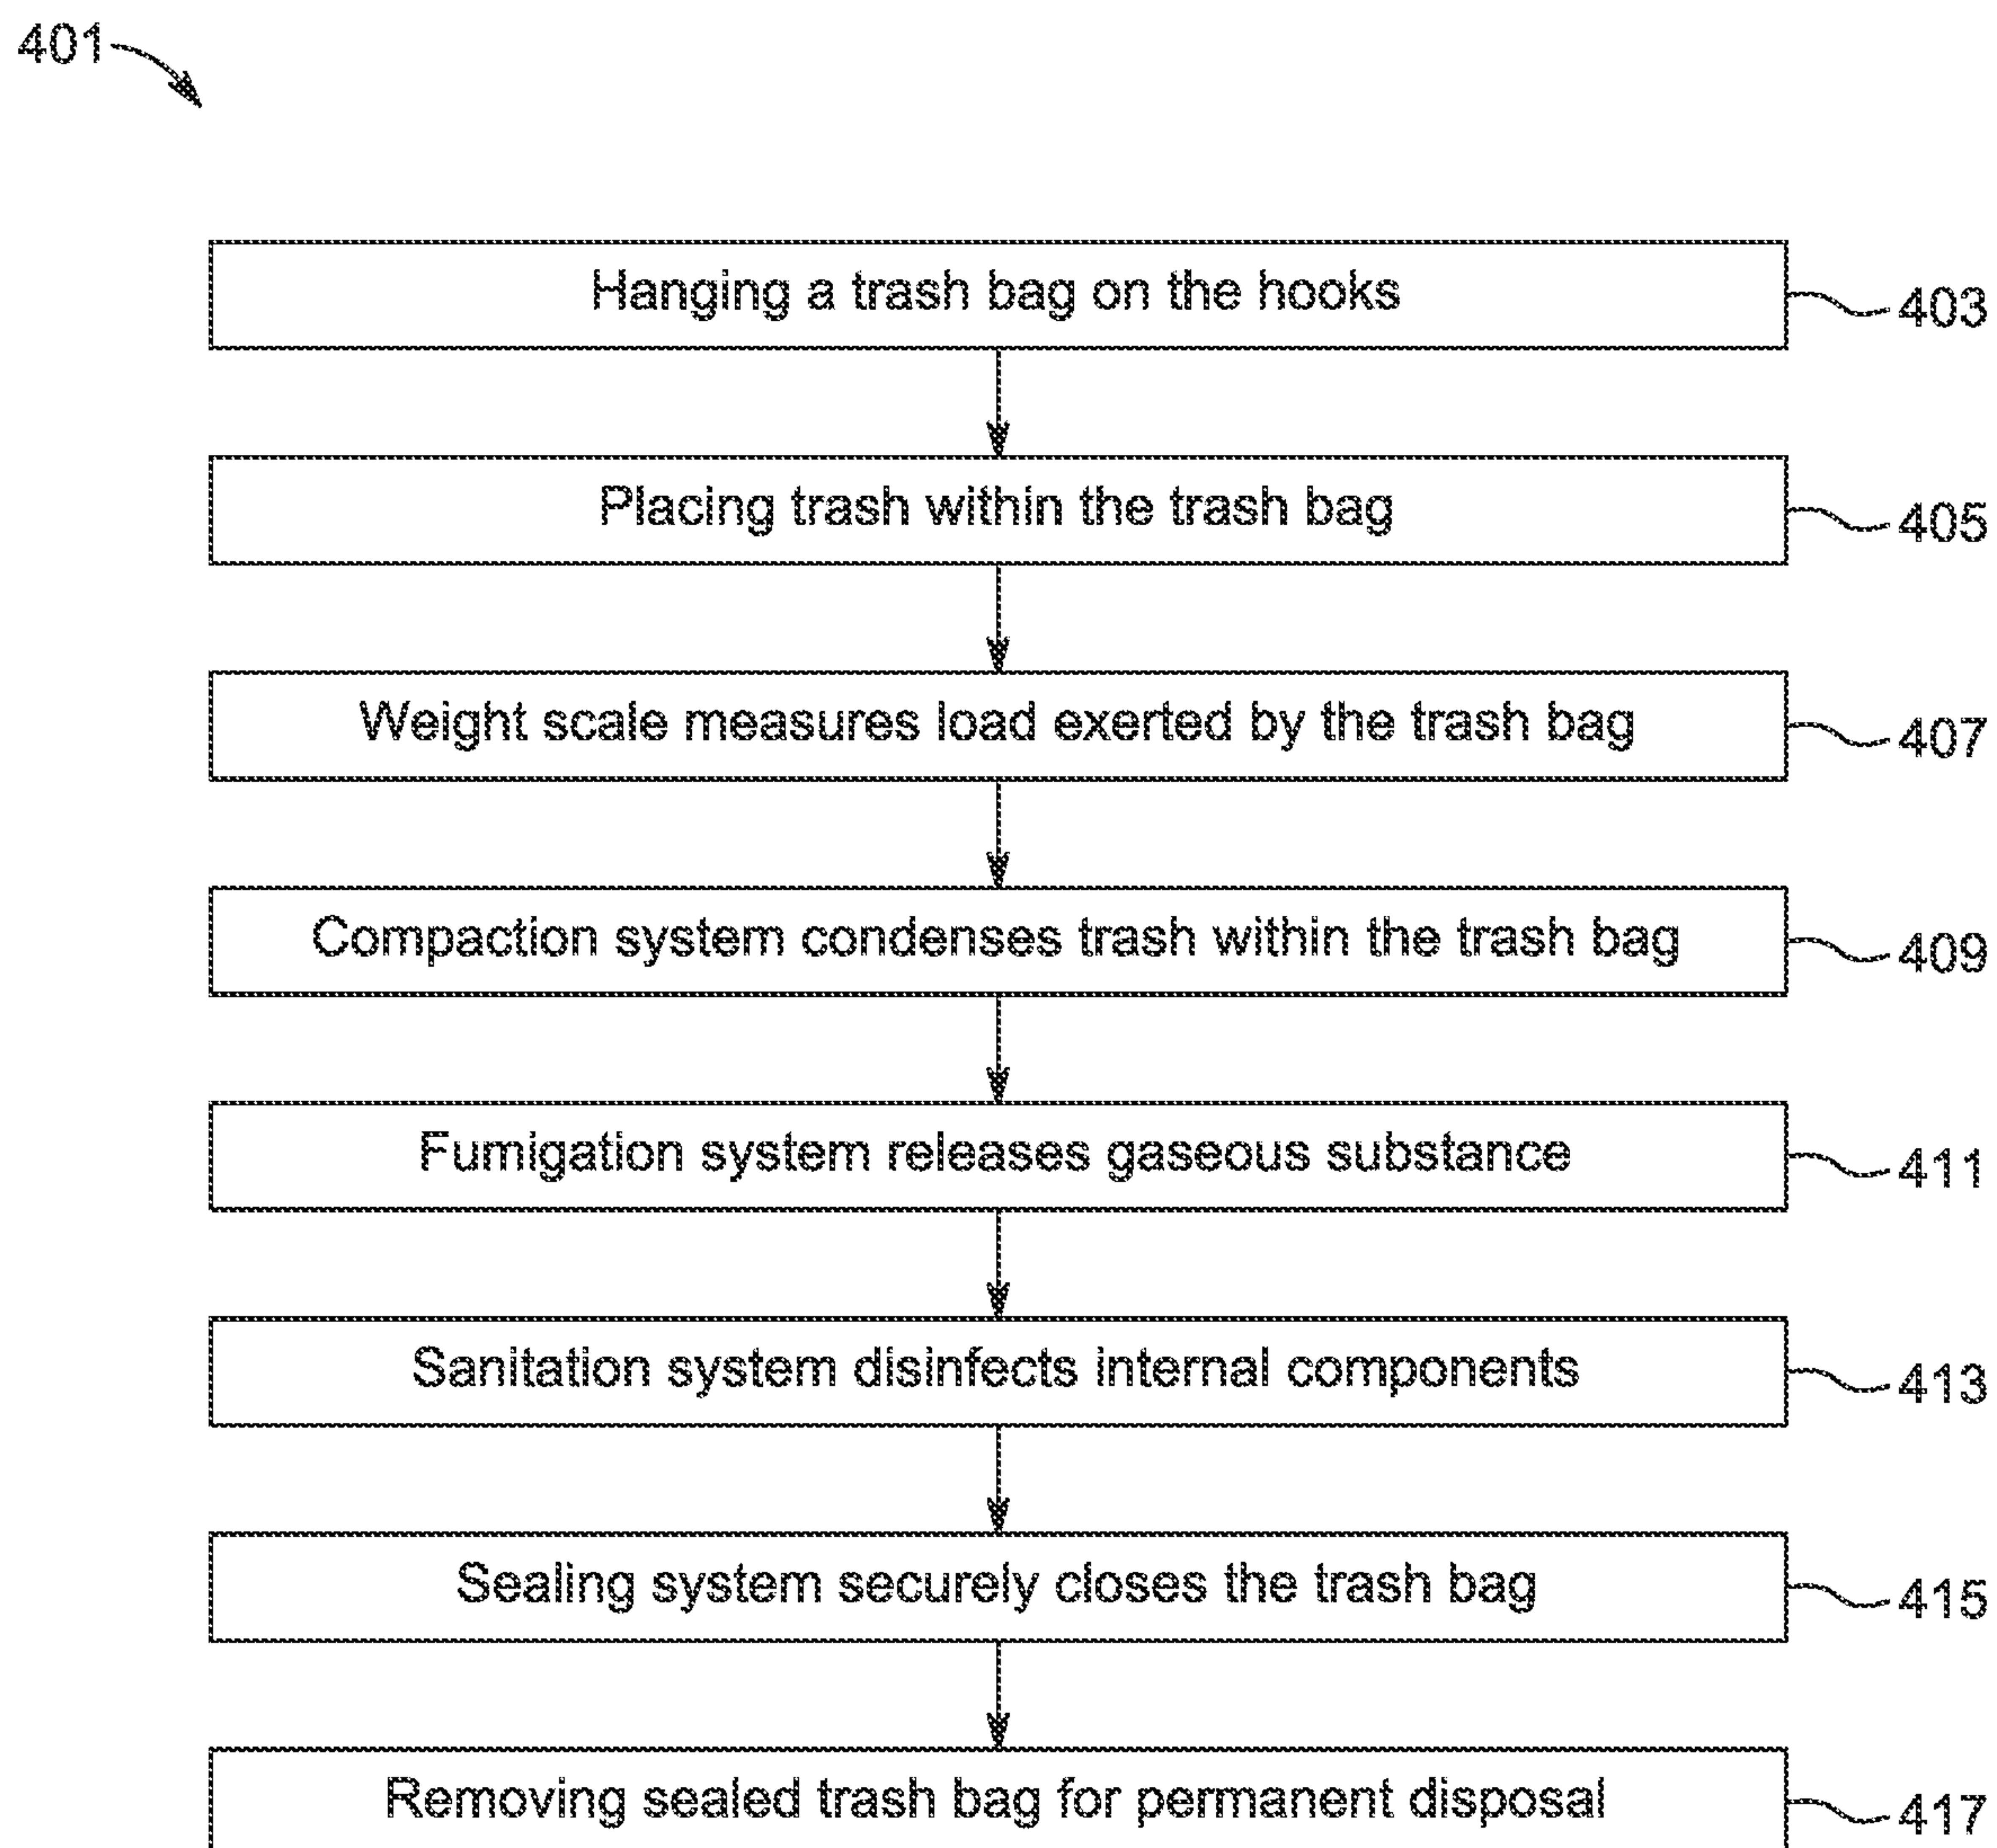 401
Hanging a trash bag on the hooks
403
Placing trash within the trash bag
405
Weight scale measures load exerted by the trash bag
407
Compaction system condenses trash within the trash bag
409
Fumigation system releases gaseous substance
411
Sanitation system disinfects internal components
413
Sealing system securely closes the trash bag
415
Removing sealed trash bag for permanent disposal
417